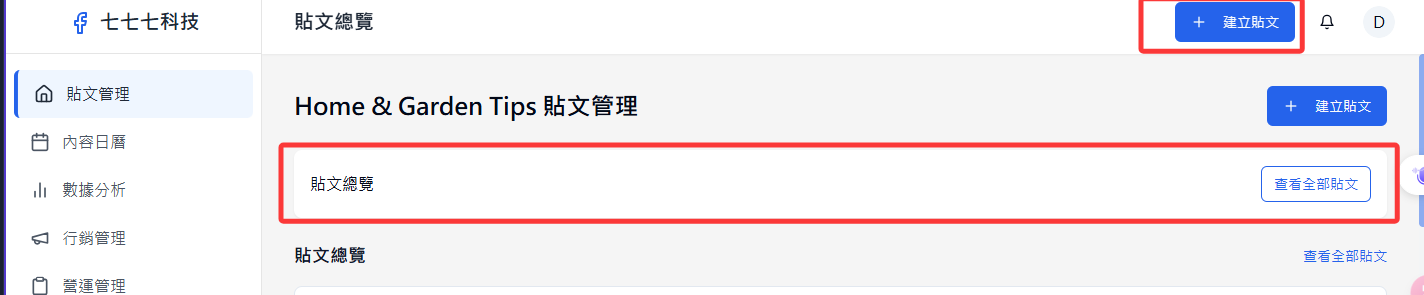 七七七科技
貼文總覽
建立貼文
D
貼文管理
內容日曆
數據分析
行銷管理
營運管理
Home & Garden Tips 貼文管理
建立貼文
貼文總覽
查看全部貼文
貼文總覽
查看全部貼文